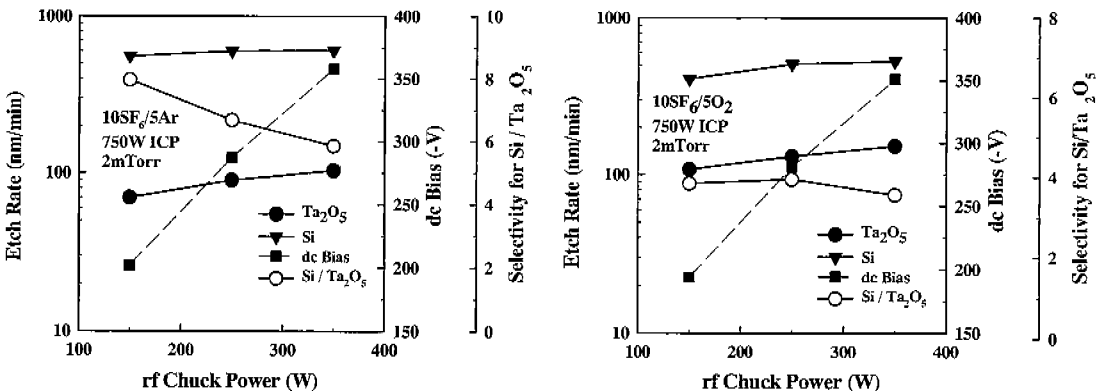 1000
100
10
Etch Rate (nm/min)
400
350
300
250
200
150
dc Bias (-V)
10
8
6
4
2
0
Selectivity for Si / Ta2O5
10SF6/5Ar
750W ICP
2mTorr
Ta2O5
Si
dc Bias
Si / Ta2O5
100
200
300
400
rf Chuck Power (W)
1000
100
10
Etch Rate (nm/min)
400
350
300
250
200
150
dc Bias (-V)
8
6
4
2
0
Selectivity for Si/Ta2O5
10SF6/5O2
750W ICP
2mTorr
Ta2O5
Si
dc Bias
Si / Ta2O5
100
200
300
400
rf Chuck Power (W)